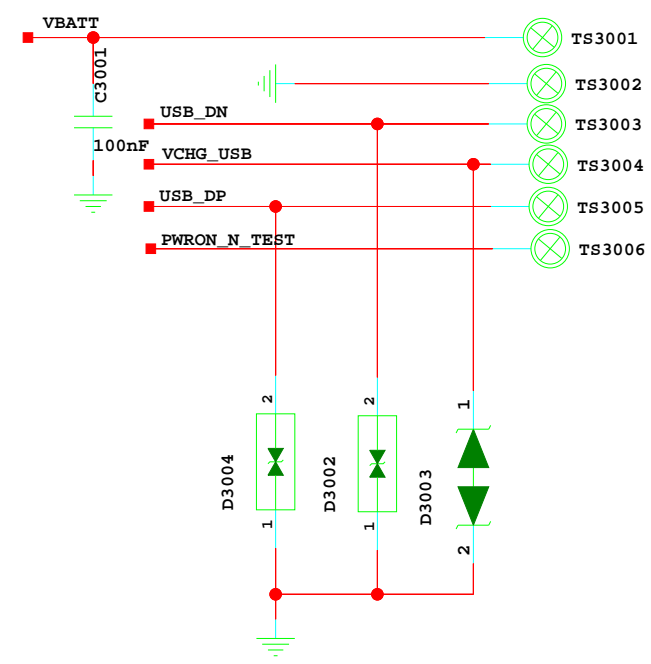 VBATT
TS3001
C3001
TS3002
USB_DN
TS3003
100nF
VCHG_USB
TS3004
USB_DP
TS3005
PWRON_N_TEST
TS3006
2
2
1
D3004
D3002
D3003
1
1
2